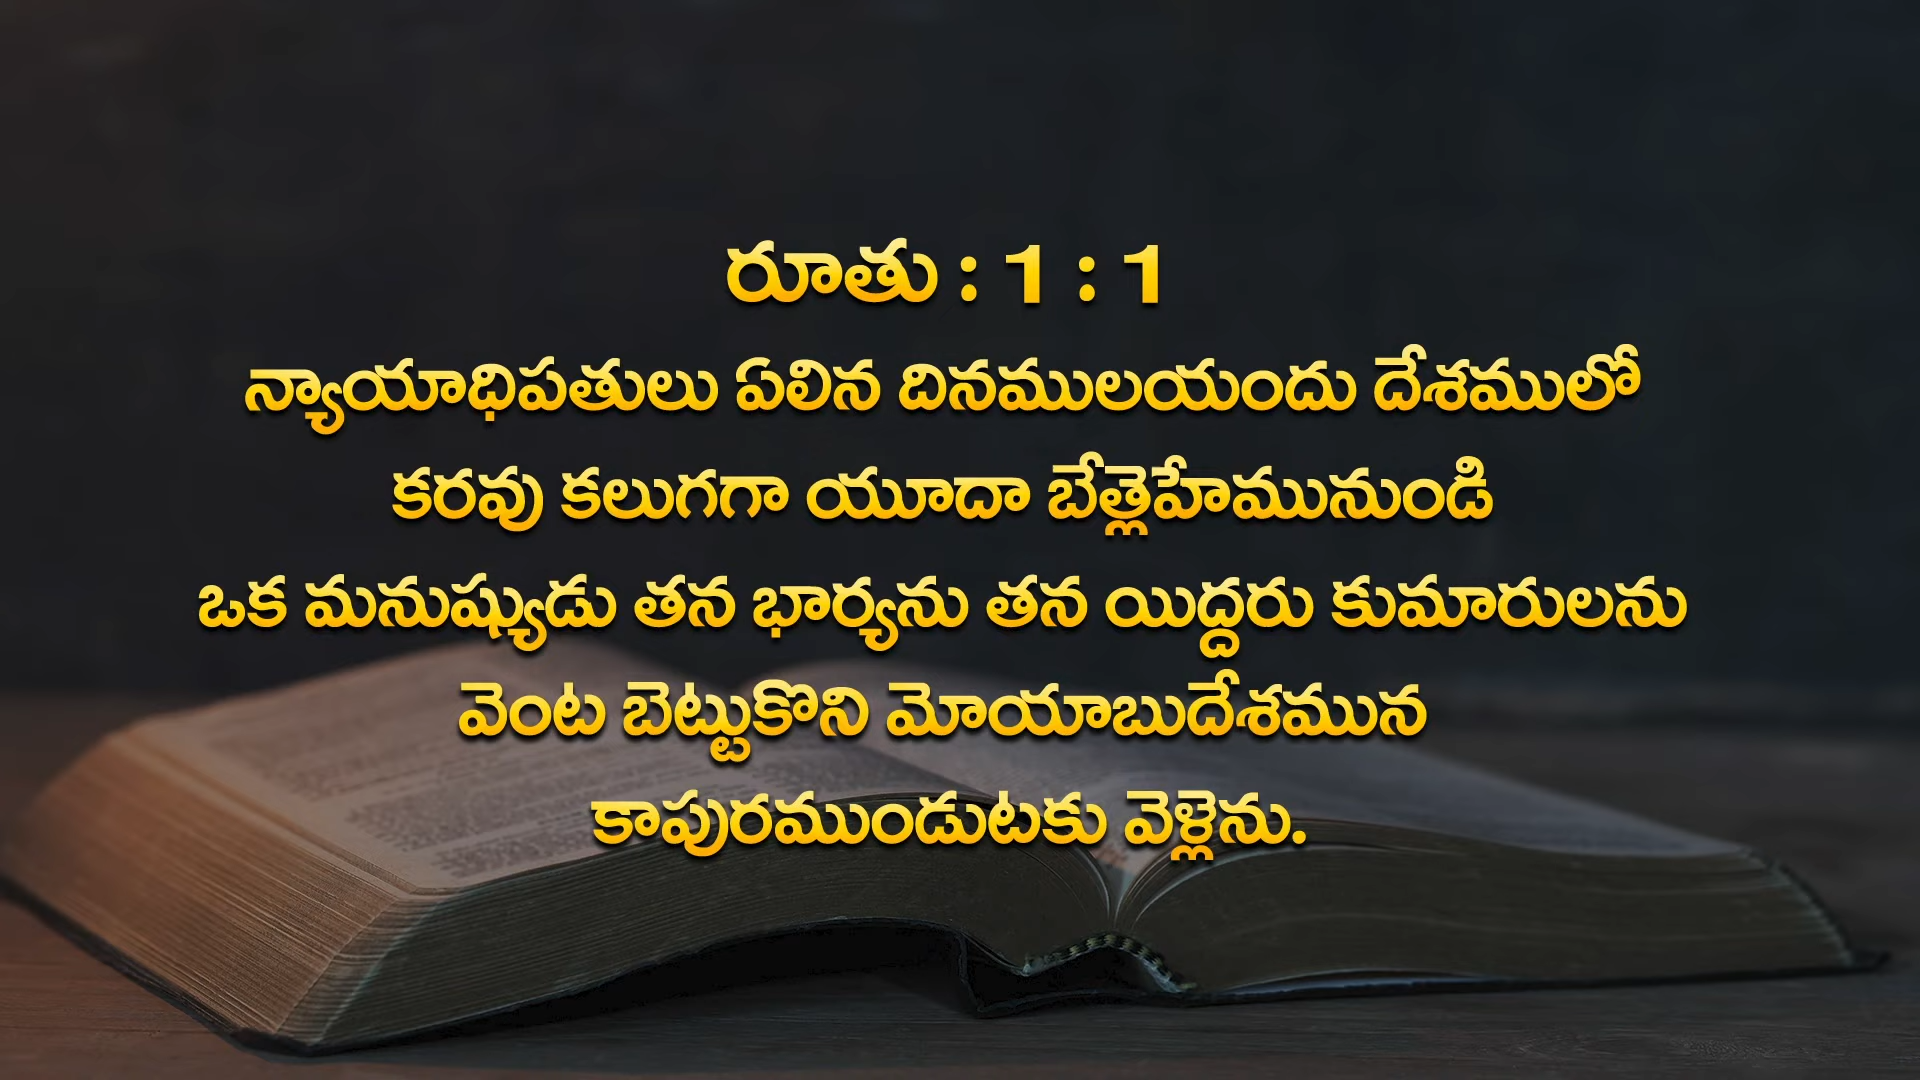 రూతు : 1 : 1
న్యాయాధిపతులు ఏలిన దినములయందు దేశములో
కరవు కలుగగా యూదా బేత్లెహేమునుండి
ఒక మనుష్యుడు తన భార్యను తన యిద్దరు కుమారులను
వెంట బెట్టుకొని మోయాబుదేశమున
కాపురముండుటకు వెళ్లెను.